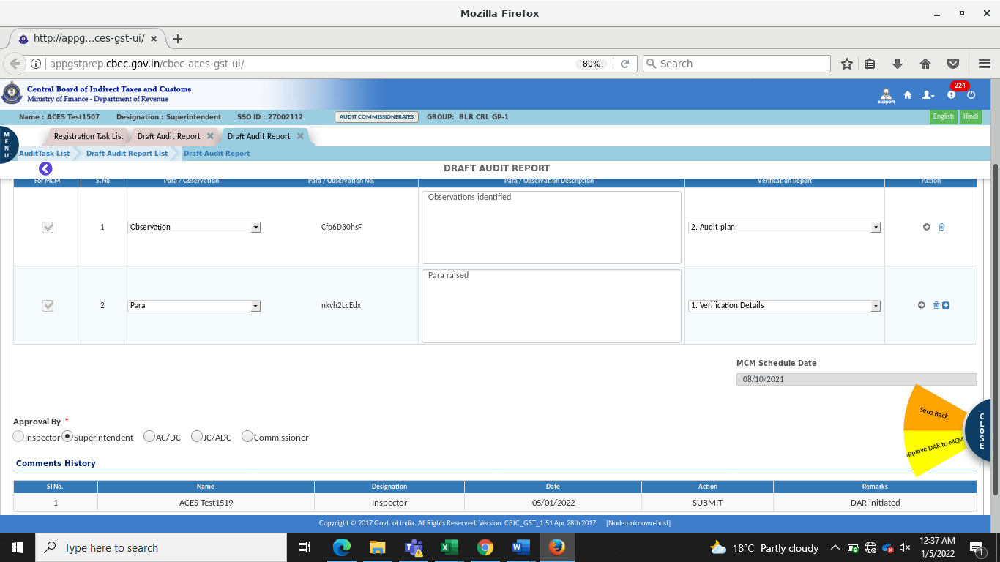 Mozilla Firefox
http://appg...ces-gst-ui/
appgstprep.cbec.gov.in/cbec-aces-gst-ui/
80%
Search
Central Board of Indirect Taxes and Customs
Ministry of Finance - Department of Revenue
support
224
Name : ACES Test1507 Designation : Superintendent SSO ID : 27002112 AUDIT COMMISSIONERATES GROUP: BLR CRL GP-1 English Hindi
MENU
Registration Task List Draft Audit Report Draft Audit Report
AuditTask List Draft Audit Report List Draft Audit Report
DRAFT AUDIT REPORT
For MCM S.No Para / Observation * Para / Observation No. Para / Observation Description * Verification Report Action
1 Observation Cfp6D30hsF Observations identified 2. Audit plan
2 Para nkvh2LcEdx Para raised 1. Verification Details
MCM Schedule Date
08/10/2021
Send Back
pprove DAR to MCM
CLOSE
Approval By *
Inspector Superintendent AC/DC JC/ADC Commissioner
Comments History
Sl No. Name Designation Date Action Remarks
1 ACES Test1519 Inspector 05/01/2022 SUBMIT DAR initiated
Copyright © 2017 Govt. of India. All Rights Reserved. Version: CBIC_GST_1.51 Apr 28th 2017 [Node:unknown-host]
Type here to search
18°C Partly cloudy
12:37 AM
1/5/2022
1